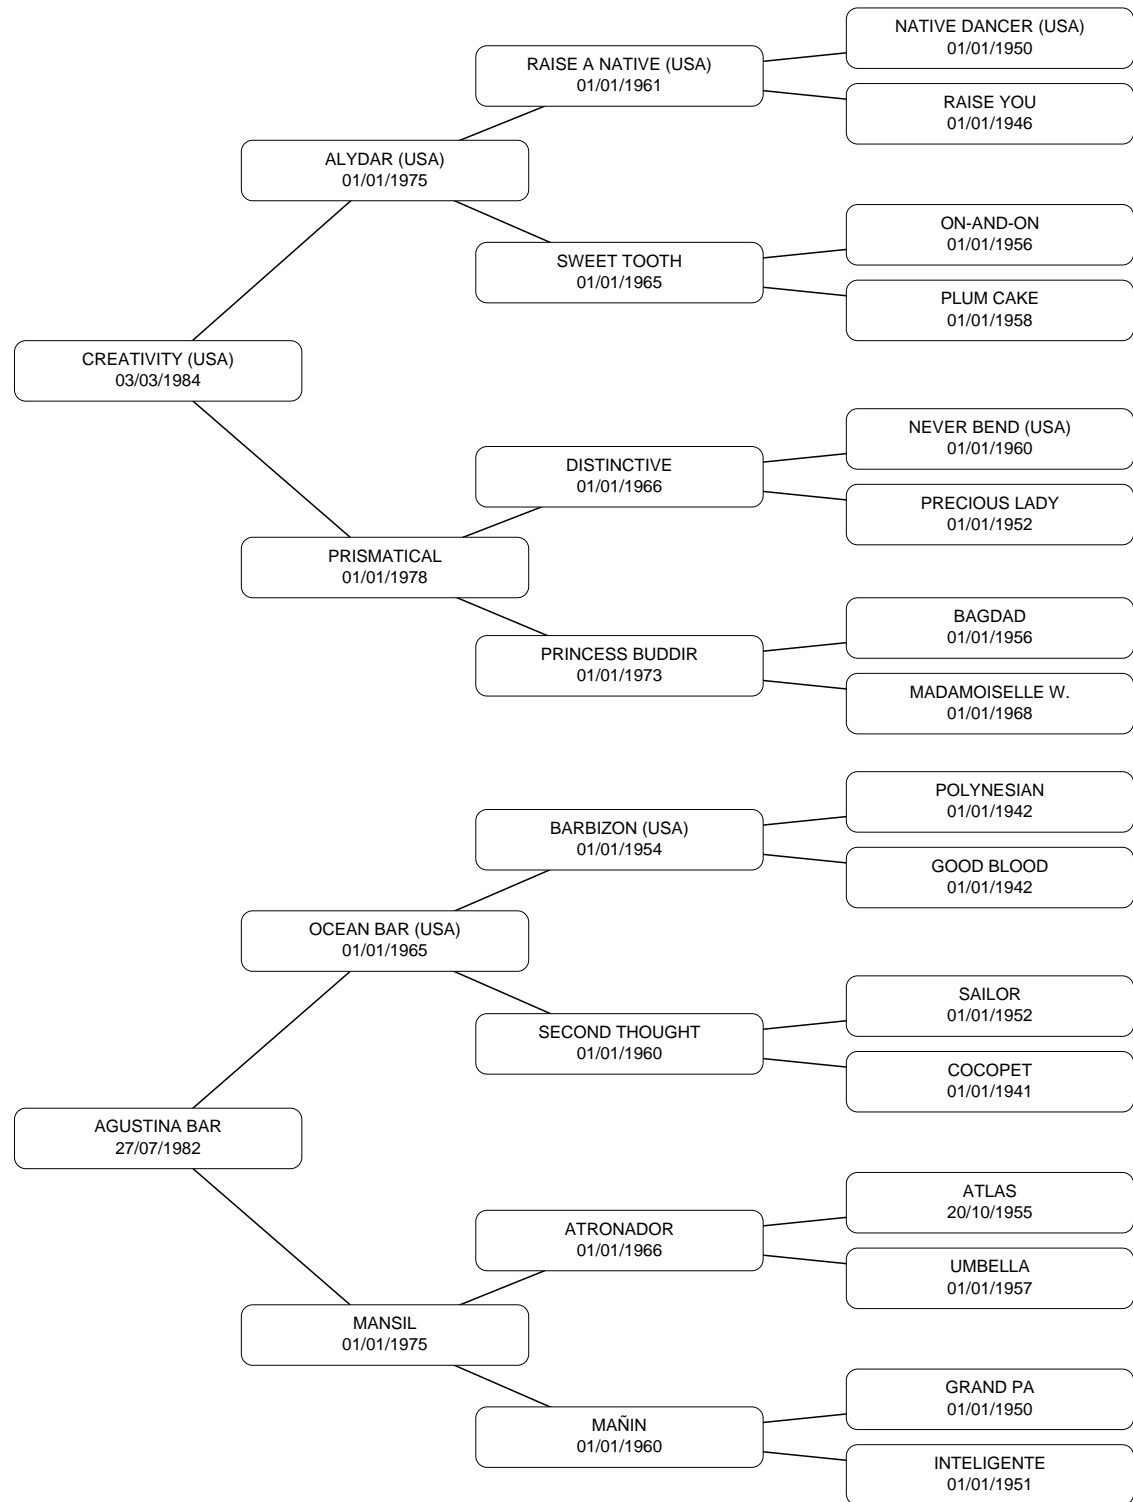 NATIVE DANCER (USA)
01/01/1950
RAISE A NATIVE (USA)
01/01/1961
RAISE YOU
01/01/1946
ALYDAR (USA)
01/01/1975
ON-AND-ON
01/01/1956
SWEET TOOTH
01/01/1965
PLUM CAKE
01/01/1958
CREATIVITY (USA)
03/03/1984
NEVER BEND (USA)
01/01/1960
DISTINCTIVE
01/01/1966
PRECIOUS LADY
01/01/1952
PRISMATICAL
01/01/1978
BAGDAD
01/01/1956
PRINCESS BUDDIR
01/01/1973
MADAMOISELLE W.
01/01/1968
POLYNESIAN
01/01/1942
BARBIZON (USA)
01/01/1954
GOOD BLOOD
01/01/1942
OCEAN BAR (USA)
01/01/1965
SAILOR
01/01/1952
SECOND THOUGHT
01/01/1960
COCOPET
01/01/1941
AGUSTINA BAR
27/07/1982
ATLAS
20/10/1955
ATRONADOR
01/01/1966
UMBELLA
01/01/1957
MANSIL
01/01/1975
GRAND PA
01/01/1950
MAÑIN
01/01/1960
INTELIGENTE
01/01/1951